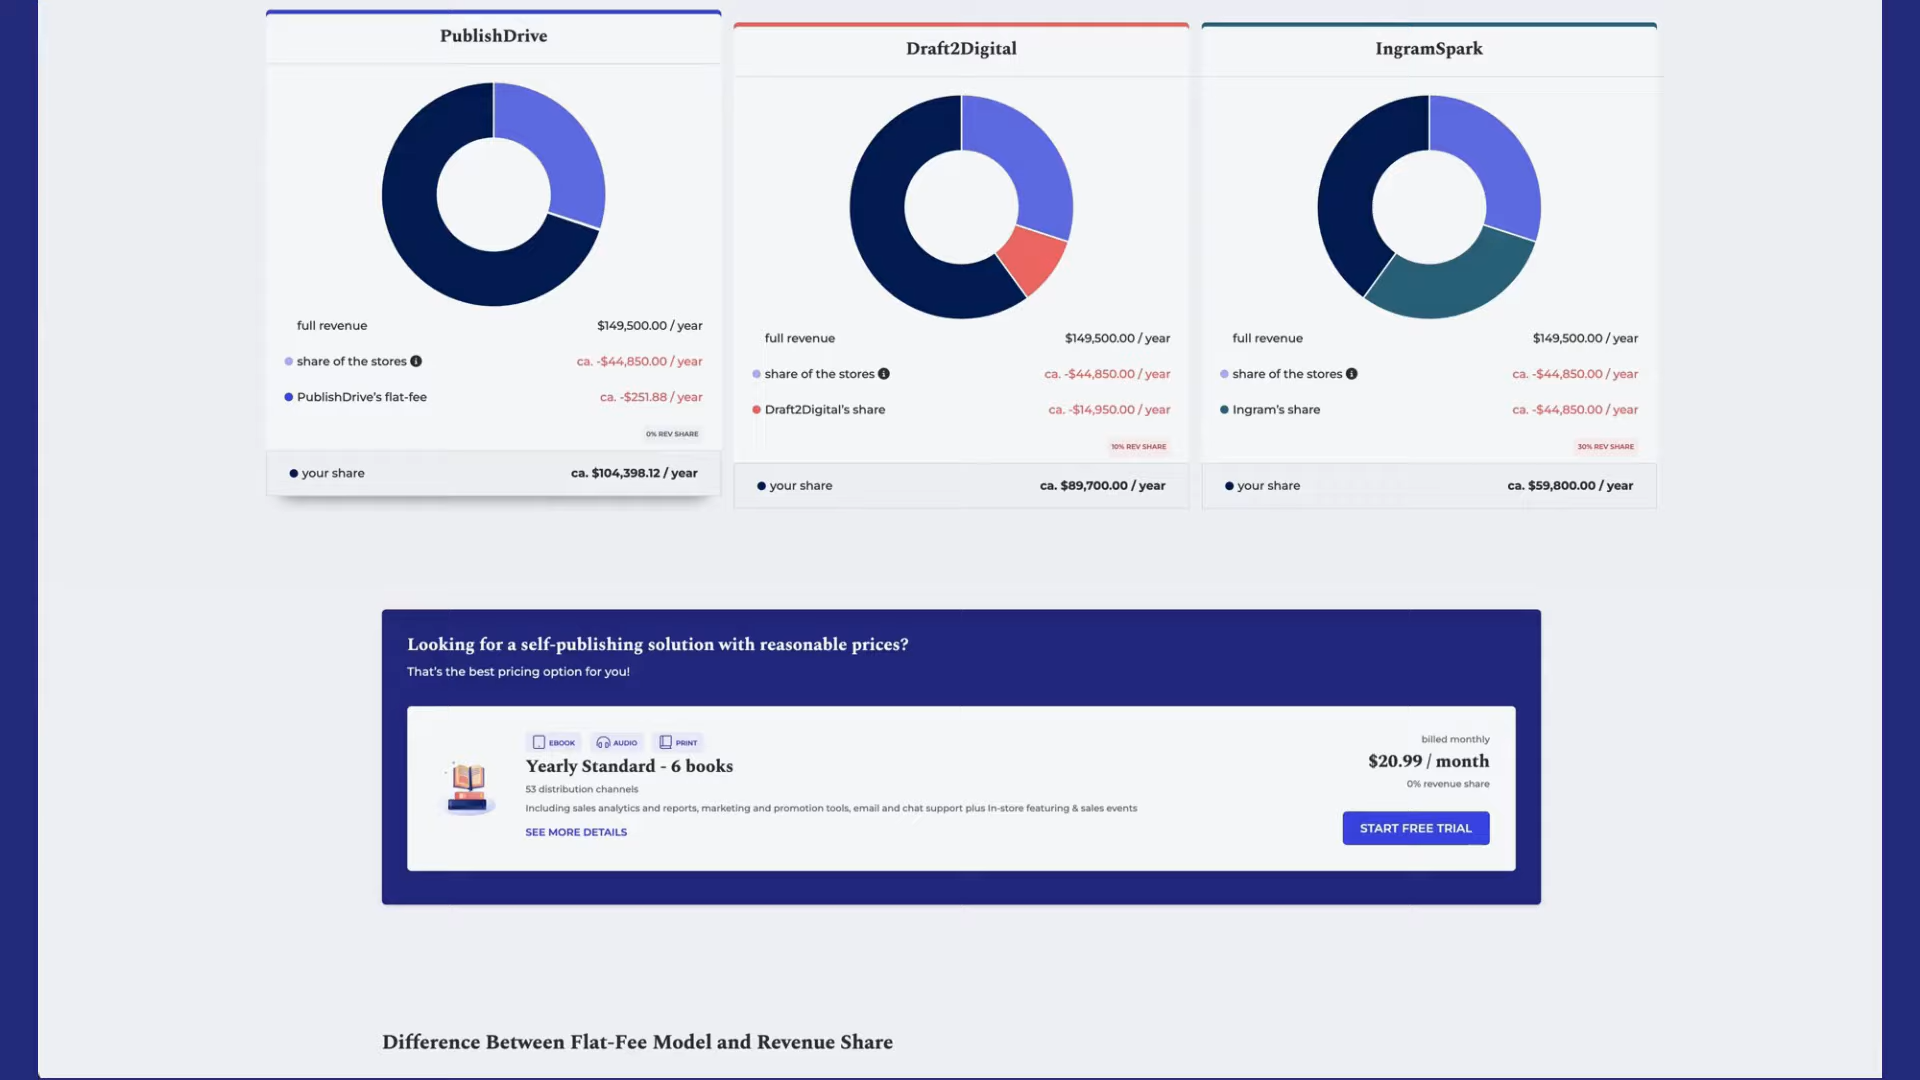 PublishDrive
full revenue $149,500.00 / year
share of the stores ca. -$44,850.00 / year
PublishDrive's flat-fee ca. -$251.88 / year
0% REV SHARE
your share ca. $104,398.12 / year
Draft2Digital
full revenue $149,500.00 / year
share of the stores ca. -$44,850.00 / year
Draft2Digital's share ca. -$14,950.00 / year
10% REV SHARE
your share ca. $89,700.00 / year
IngramSpark
full revenue $149,500.00 / year
share of the stores ca. -$44,850.00 / year
Ingram's share ca. -$44,850.00 / year
30% REV SHARE
your share ca. $59,800.00 / year
Looking for a self-publishing solution with reasonable prices?
That's the best pricing option for you!
EBOOK AUDIO PRINT
Yearly Standard - 6 books
53 distribution channels
Including sales analytics and reports, marketing and promotion tools, email and chat support plus In-store featuring & sales events
SEE MORE DETAILS
billed monthly
$20.99 / month
0% revenue share
START FREE TRIAL
Difference Between Flat-Fee Model and Revenue Share